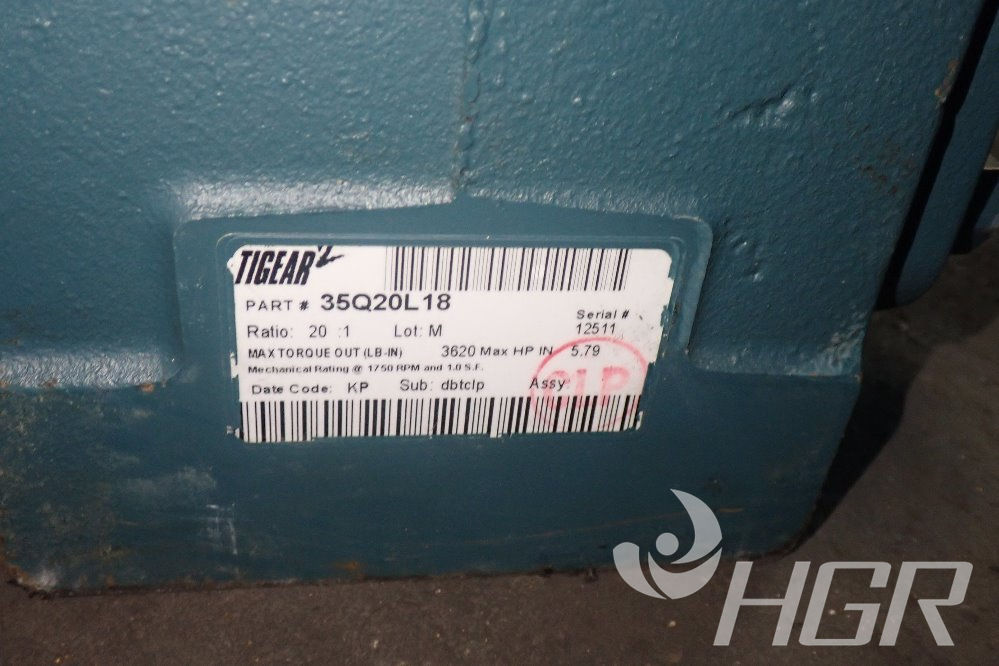 TIGEAR 2
PART # 35Q20L18
Ratio: 20 :1 Lot: M Serial # 12511
MAX TORQUE OUT (LB-IN) 3620 Max HP IN 5.79
Mechanical Rating @ 1750 RPM and 1.0 S.F.
Date Code: KP Sub: dbtclp Assy
CLP
HGR